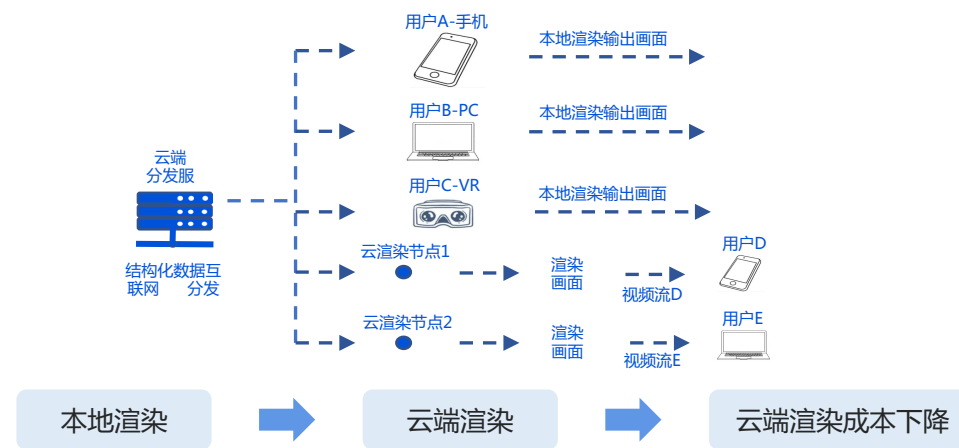 用户A-手机
本地渲染输出画面
用户B-PC
本地渲染输出画面
云端
分发服
用户C-VR
本地渲染输出画面
结构化数据互
联网 分发
云渲染节点1
渲染
画面
视频流D
用户D
云渲染节点2
渲染
画面
视频流E
用户E
本地渲染
云端渲染
云端渲染成本下降